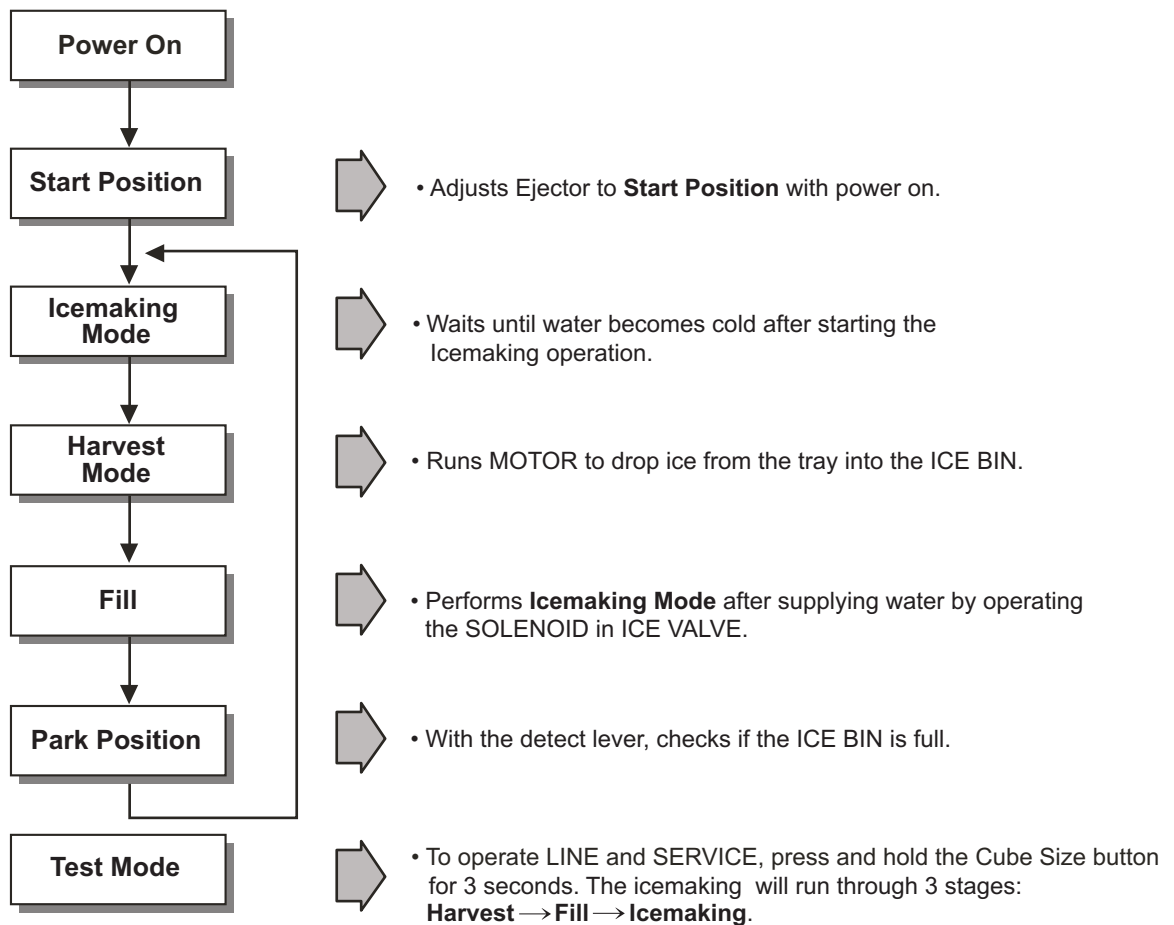 Power On
Start Position
• Adjusts Ejector to Start Position with power on.
Icemaking
Mode
• Waits until water becomes cold after starting the
Icemaking operation.
Harvest
Mode
• Runs MOTOR to drop ice from the tray into the ICE BIN.
Fill
• Performs Icemaking Mode after supplying water by operating
the SOLENOID in ICE VALVE.
Park Position
• With the detect lever, checks if the ICE BIN is full.
Test Mode
• To operate LINE and SERVICE, press and hold the Cube Size button
for 3 seconds. The icemaking will run through 3 stages:
Harvest → Fill → Icemaking.